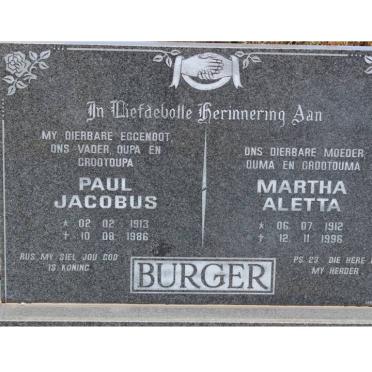 In Liefdevolle Herinnering Aan
MY DIERBARE EGGENOOT
ONS VADER, OUPA EN
GROOTOUPA
PAUL
JACOBUS
* 02 02 1913
† 10 08 1986
RUS MY SIEL JOU GOD
IS KONING
ONS DIERBARE MOEDER
OUMA EN GROOTOUMA
MARTHA
ALETTA
* 06 07 1912
† 12 11 1996
PS 23 DIE HERE
MY HERDER
BURGER